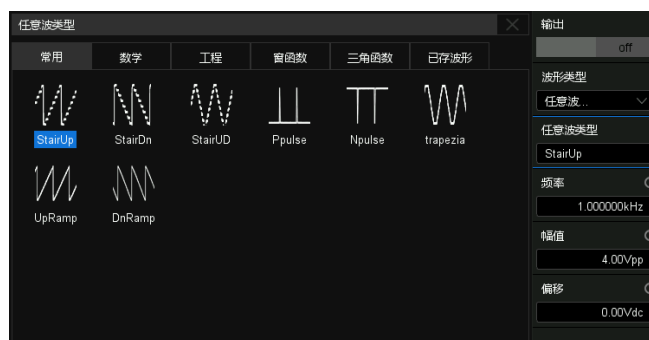 任意波类型
常用 数学 工程 窗函数 三角函数 已存波形
StairUp StairDn StairUD Ppulse Npulse trapezia
UpRamp DnRamp
输出
off
波形类型
任意波...
任意波类型
StairUp
频率
1.000000kHz
幅值
4.00Vpp
偏移
0.00Vdc